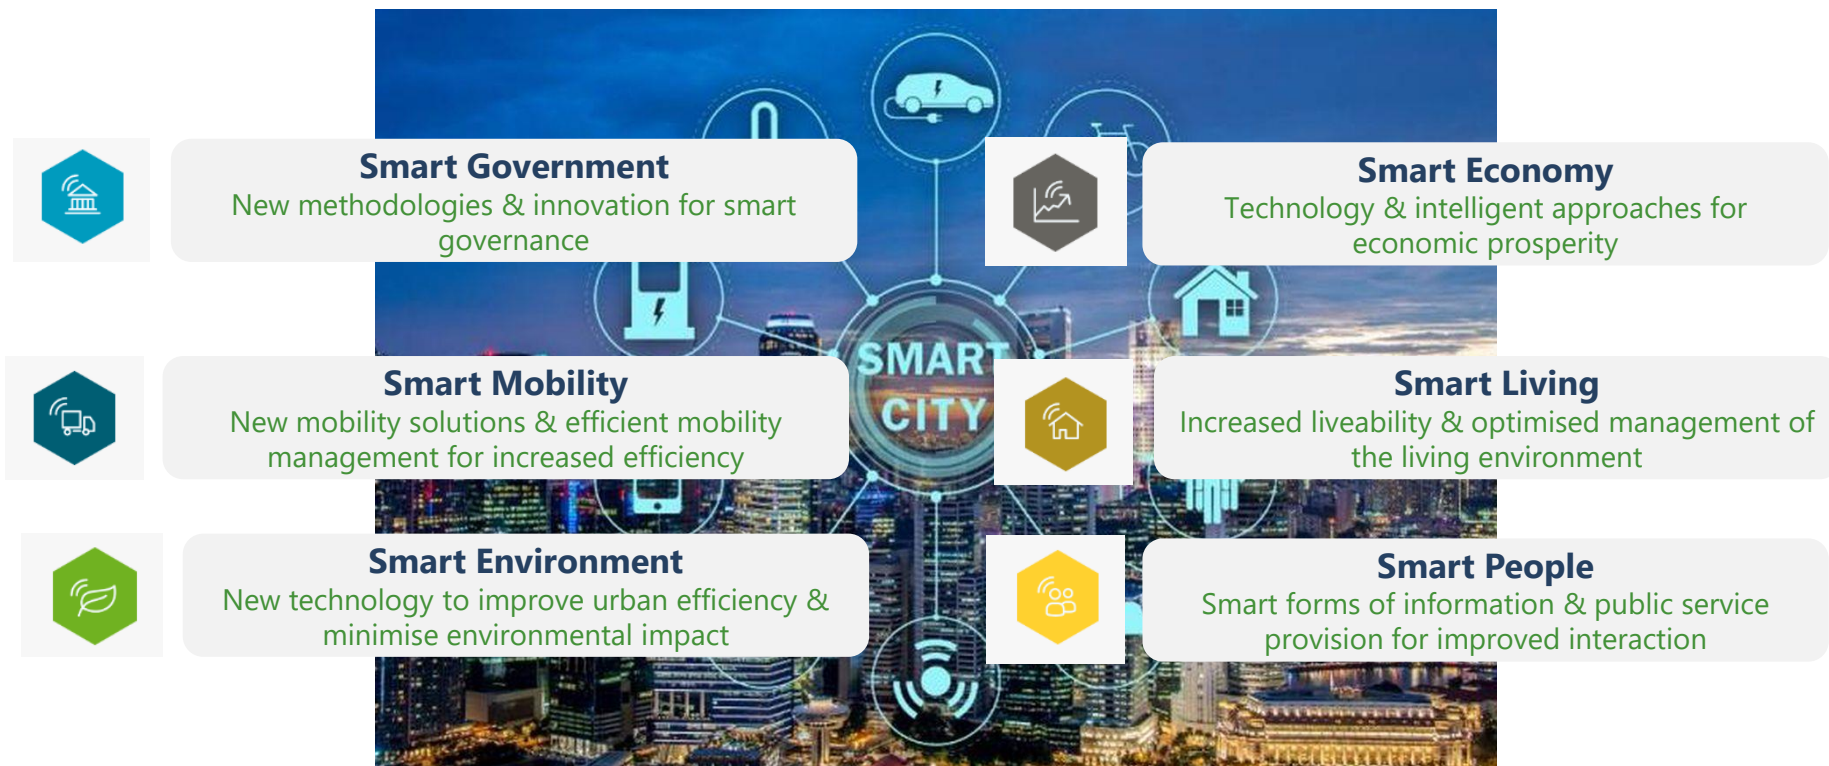 Smart Government
New methodologies & innovation for smart
governance
Smart Economy
Technology & intelligent approaches for
economic prosperity
SMART
CITY
Smart Mobility
New mobility solutions & efficient mobility
management for increased efficiency
Smart Living
Increased liveability & optimised management of
the living environment
Smart Environment
New technology to improve urban efficiency &
minimise environmental impact
Smart People
Smart forms of information & public service
provision for improved interaction